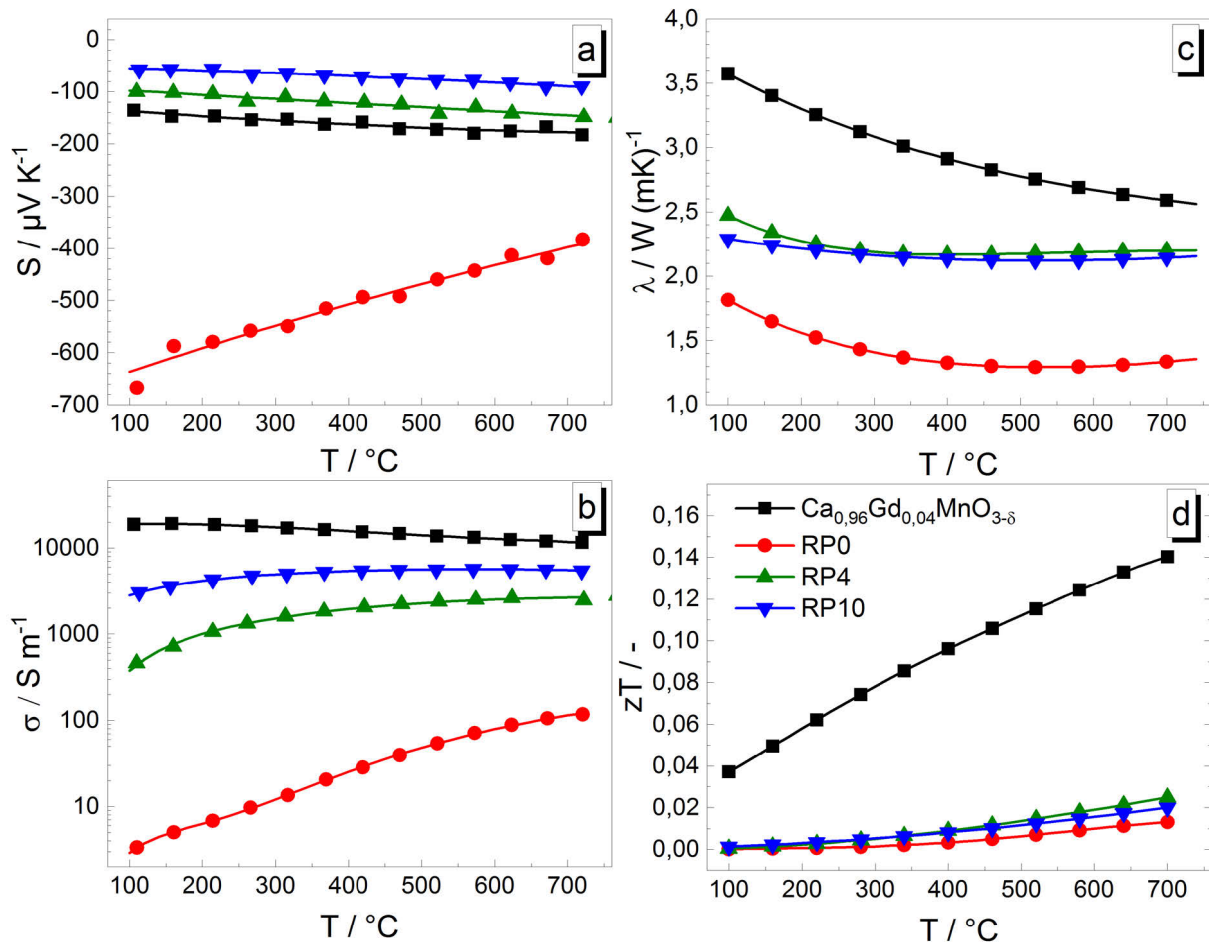 a
0
-100
-200
-300
-400
-500
-600
-700
S / µV K⁻¹
100 200 300 400 500 600 700
T / °C
b
10000
1000
100
10
σ / S m⁻¹
100 200 300 400 500 600 700
T / °C
c
4,0
3,5
3,0
2,5
2,0
1,5
1,0
λ / W (mK)⁻¹
100 200 300 400 500 600 700
T / °C
d
0,16
0,14
0,12
0,10
0,08
0,06
0,04
0,02
0,00
zT / -
Ca₀,₉₆Gd₀,₀₄MnO₃₋δ
RP0
RP4
RP10
100 200 300 400 500 600 700
T / °C